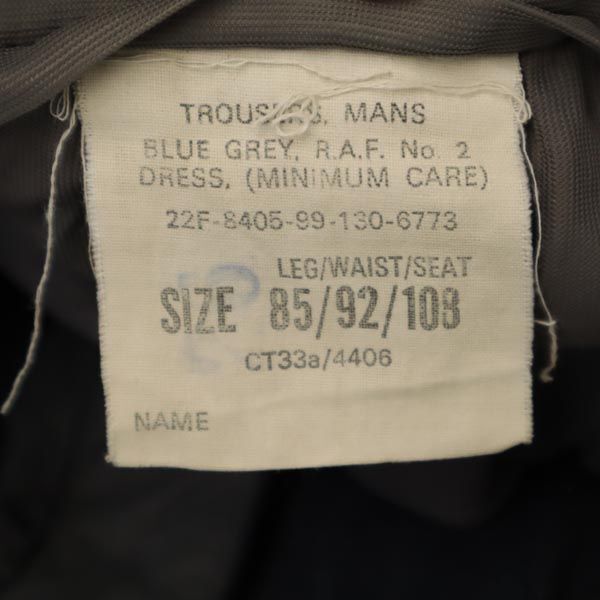 TROUSERS, MANS
BLUE GREY, R.A.F. No. 2
DRESS, (MINIMUM CARE)
22F-8405-99-130-6773
LEG/WAIST/SEAT
SIZE 85/92/108
CT33a/4406
NAME